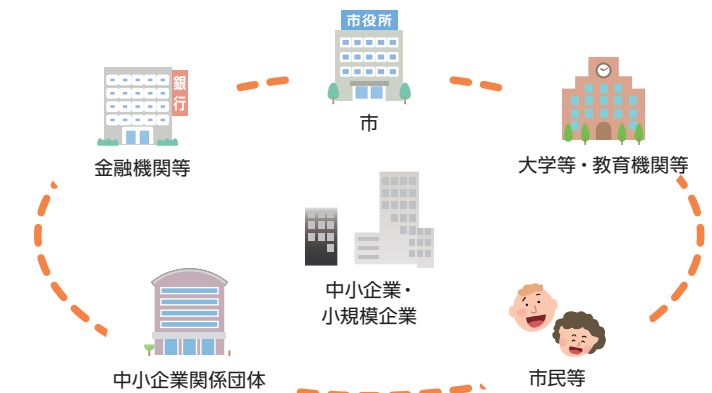 市役所
市
銀行
金融機関等
大学等・教育機関等
中小企業・
小規模企業
中小企業関係団体
市民等